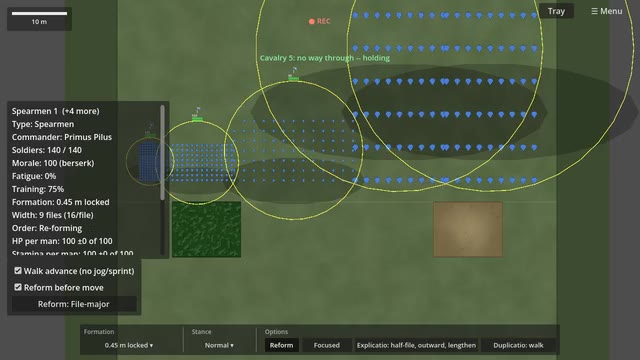 10 m
REC
Tray
☰ Menu
Cavalry 5: no way through -- holding
Spearmen 1 (+4 more)
Type: Spearmen
Commander: Primus Pilus
Soldiers: 140 / 140
Morale: 100 (berserk)
Fatigue: 0%
Training: 75%
Formation: 0.45 m locked
Width: 9 files (16/file)
Order: Re-forming
HP per man: 100 ±0 of 100
Stamina per man: 100 ±0 of 100
Walk advance (no jog/sprint)
Reform before move
Reform: File-major
Formation
Stance
Options
0.45 m locked ▾
Normal ▾
Reform
Focused
Explicatio: half-file, outward, lengthen
Duplicatio: walk